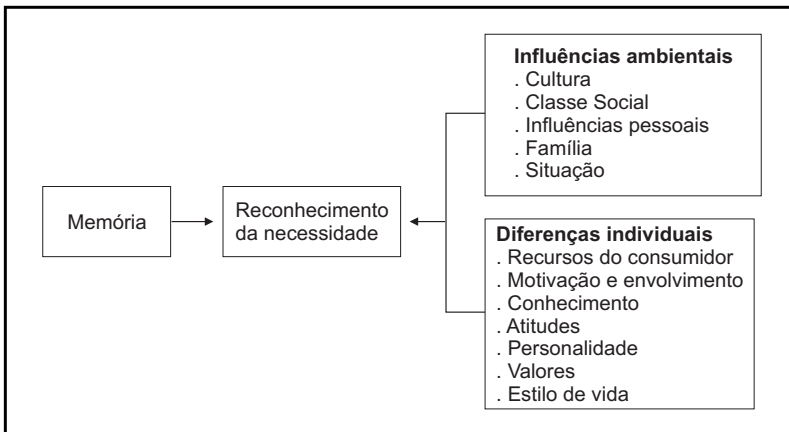 Memória
Reconhecimento
da necessidade
Influências ambientais
. Cultura
. Classe Social
. Influências pessoais
. Família
. Situação
Diferenças individuais
. Recursos do consumidor
. Motivação e envolvimento
. Conhecimento
. Atitudes
. Personalidade
. Valores
. Estilo de vida